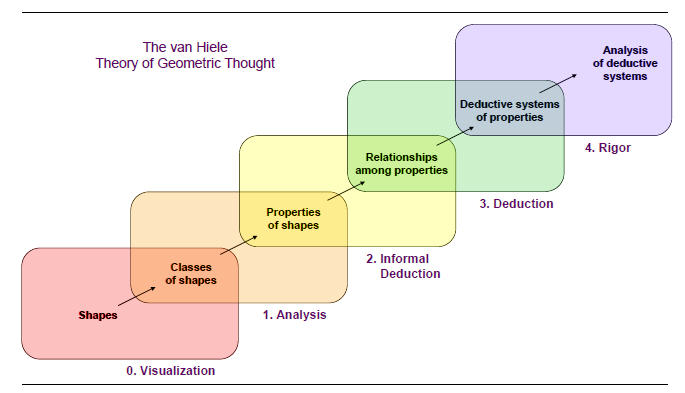 The van Hiele
Theory of Geometric Thought
Analysis
of deductive
systems
Deductive systems
of properties
4. Rigor
Relationships
among properties
3. Deduction
Properties
of shapes
2. Informal
Deduction
Classes
of shapes
1. Analysis
Shapes
0. Visualization